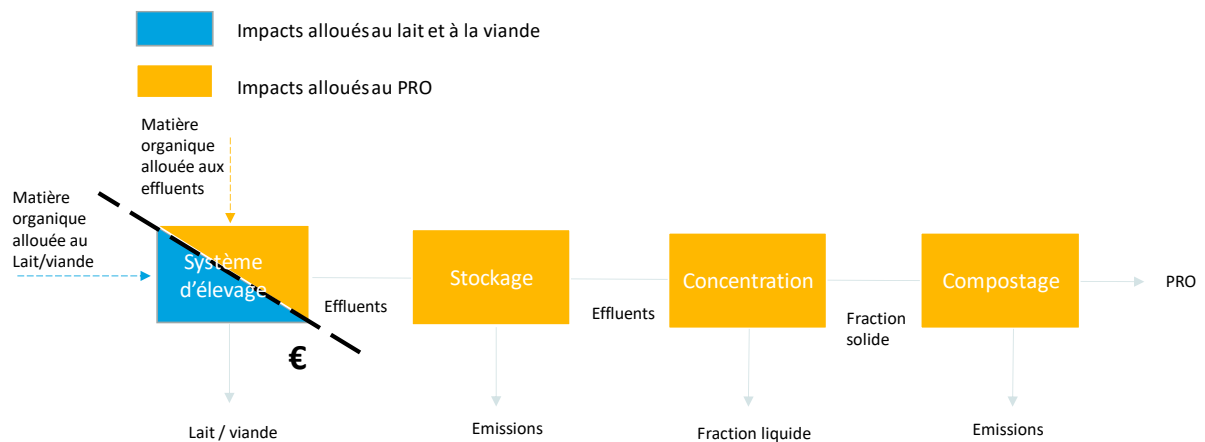 Impacts alloués au lait et à la viande
Impacts alloués au PRO
Matière
organique
allouée aux
effluents
Matière
organique
allouée au
Lait/viande
Système
d'élevage
Effluents
€
Lait / viande
Stockage
Emissions
Effluents
Concentration
Fraction liquide
Fraction
solide
Compostage
Emissions
PRO